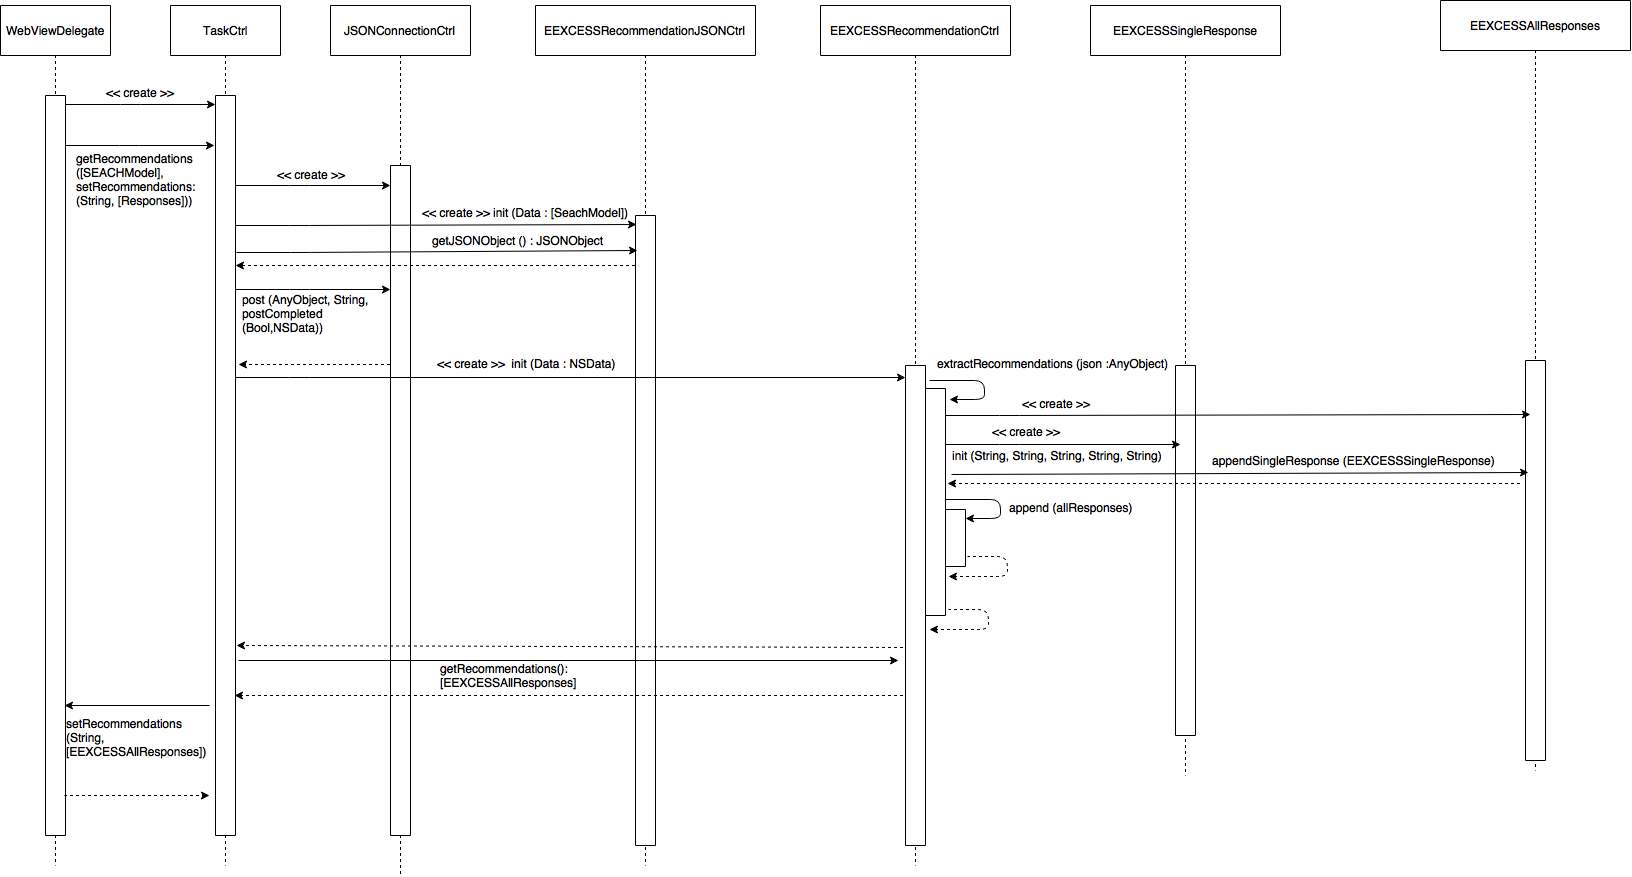 WebViewDelegate
TaskCtrl
JSONConnectionCtrl
EEXCESSRecommendationJSONCtrl
EEXCESSRecommendationCtrl
EEXCESSSingleResponse
EEXCESSAllResponses
<< create >>
getRecommendations
([SEACHModel],
setRecommendations:
(String, [Responses]))
<< create >>
<< create >> init (Data : [SeachModel])
getJSONObject () : JSONObject
post (AnyObject, String,
postCompleted
(Bool,NSData))
<< create >> init (Data : NSData)
extractRecommendations (json :AnyObject)
<< create >>
<< create >>
init (String, String, String, String, String)
appendSingleResponse (EEXCESSSingleResponse)
append (allResponses)
getRecommendations():
[EEXCESSAllResponses]
setRecommendations
(String,
[EEXCESSAllResponses])